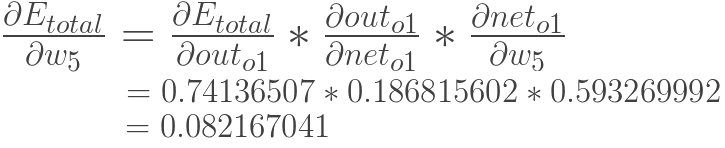 ∂E_total/∂w_5 = ∂E_total/∂out_o1 * ∂out_o1/∂net_o1 * ∂net_o1/∂w_5
= 0.74136507 * 0.186815602 * 0.593269992
= 0.082167041